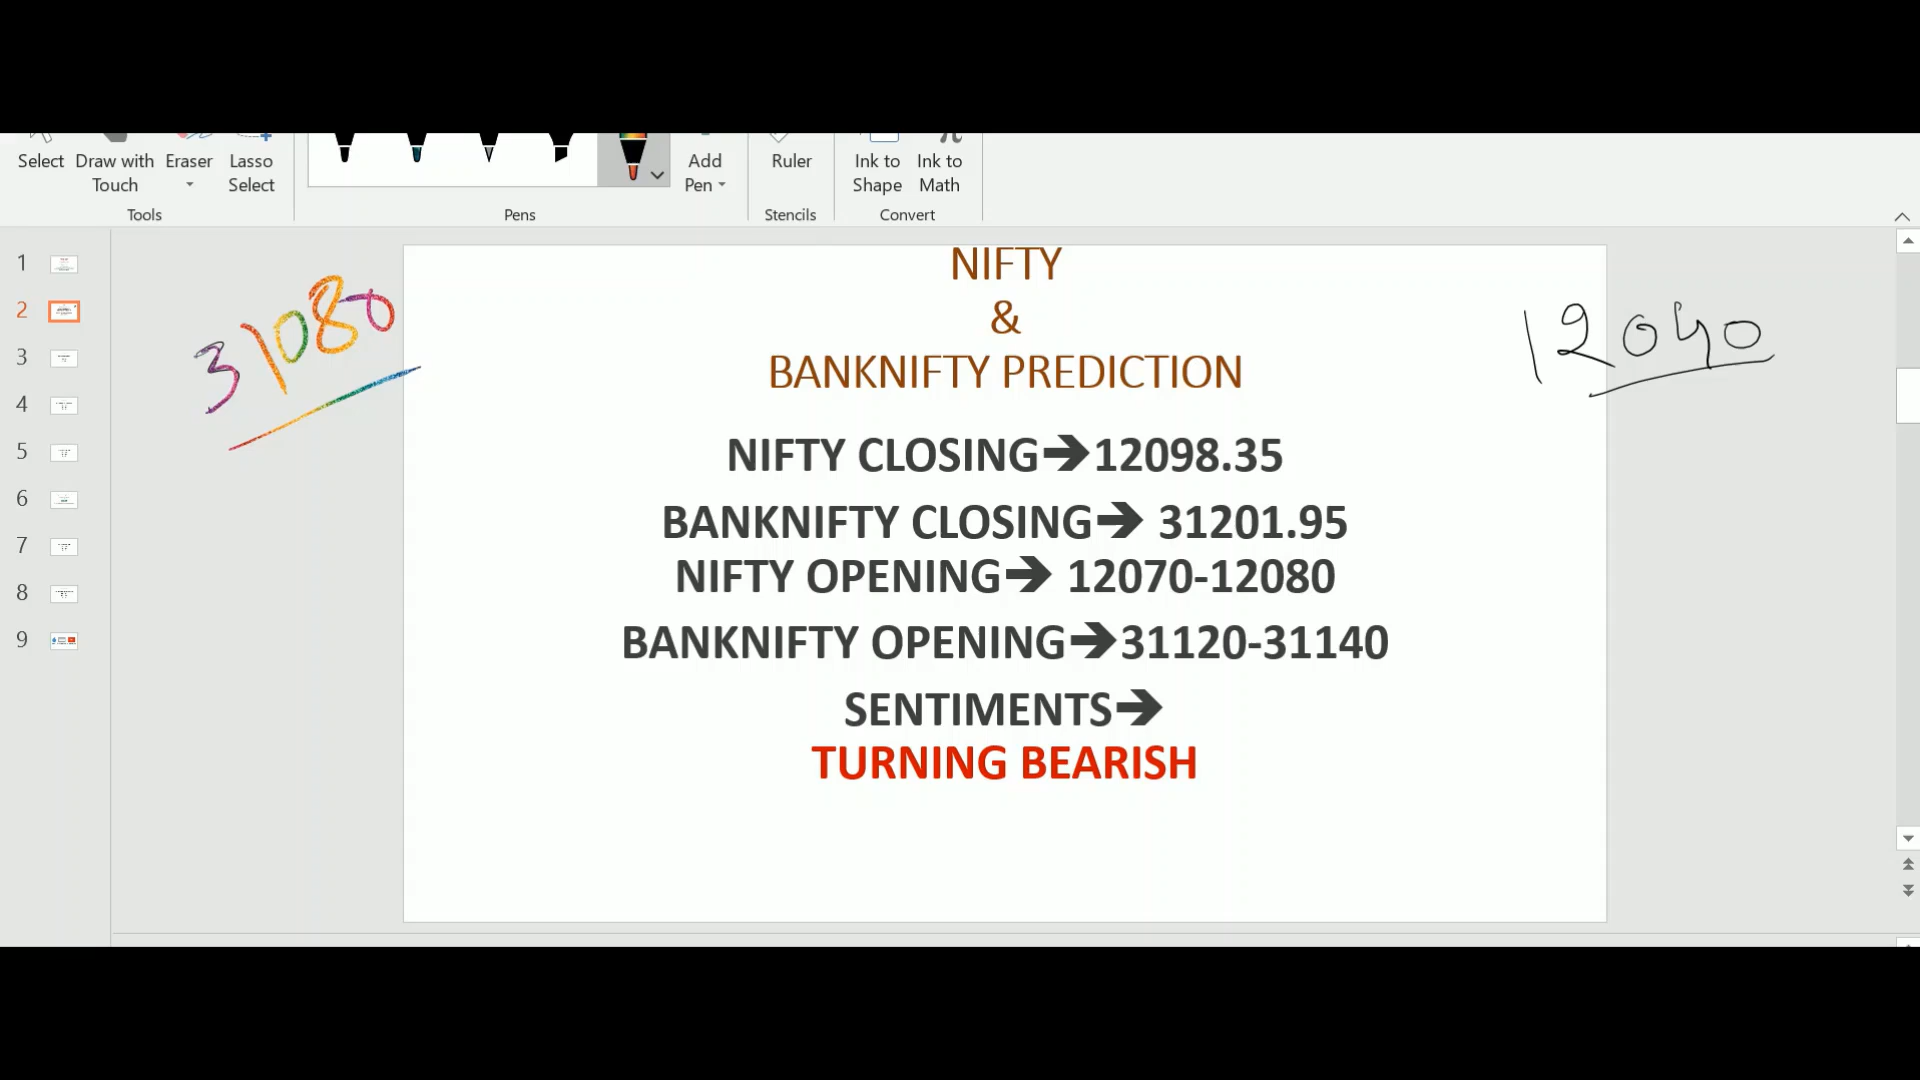 Select
Draw with Touch
Eraser
Lasso Select
Add Pen
Ruler
Ink to Shape
Ink to Math
Tools
Pens
Stencils
Convert
1
2
3
4
5
6
7
8
9
31080
12040
NIFTY
&
BANKNIFTY PREDICTION
NIFTY CLOSING➔12098.35
BANKNIFTY CLOSING➔ 31201.95
NIFTY OPENING➔ 12070-12080
BANKNIFTY OPENING➔31120-31140
SENTIMENTS➔
TURNING BEARISH